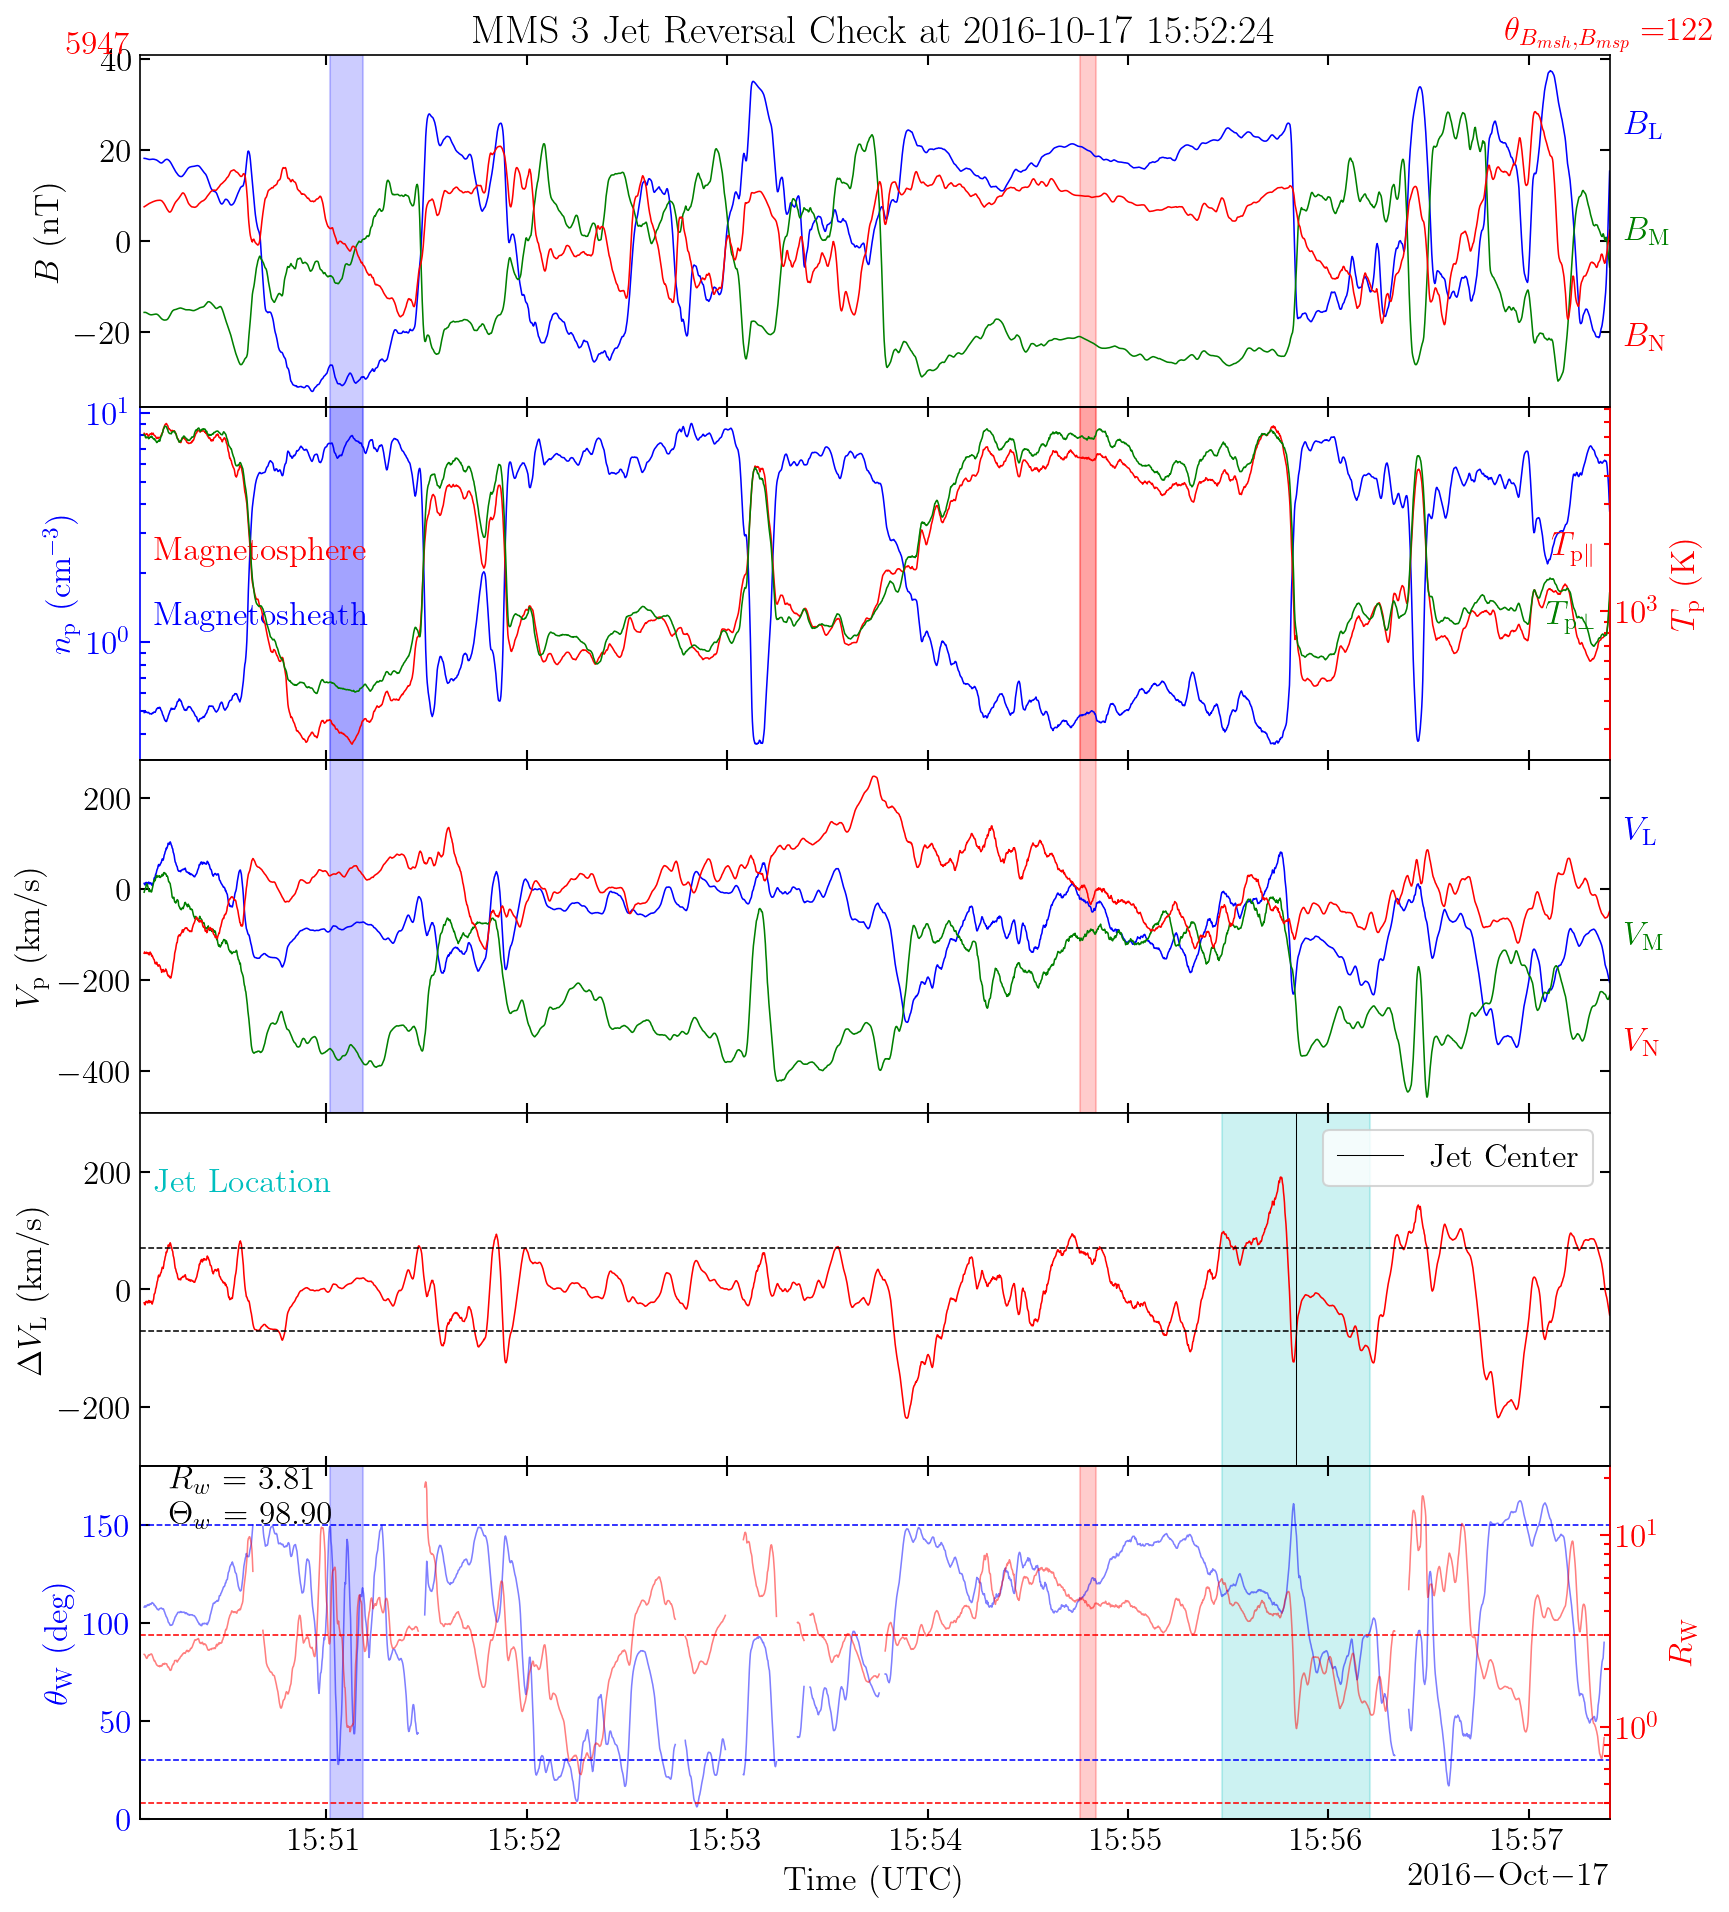 MMS 3 Jet Reversal Check at 2016-10-17 15:52:24
5947
θ_{B_{msh},B_{msp}} =122
40
20
0
−20
B (nT)
B_L
B_M
B_N
10^1
10^0
n_p (cm^{−3})
Magnetosphere
Magnetosheath
T_{p∥}
T_{p⊥}
10^3
T_p (K)
200
0
−200
−400
V_p (km/s)
V_L
V_M
V_N
Jet Location
Jet Center
200
0
−200
ΔV_L (km/s)
R_w = 3.81
Θ_w = 98.90
150
100
50
0
θ_W (deg)
10^1
10^0
R_W
15:51 15:52 15:53 15:54 15:55 15:56 15:57
Time (UTC)
2016−Oct−17